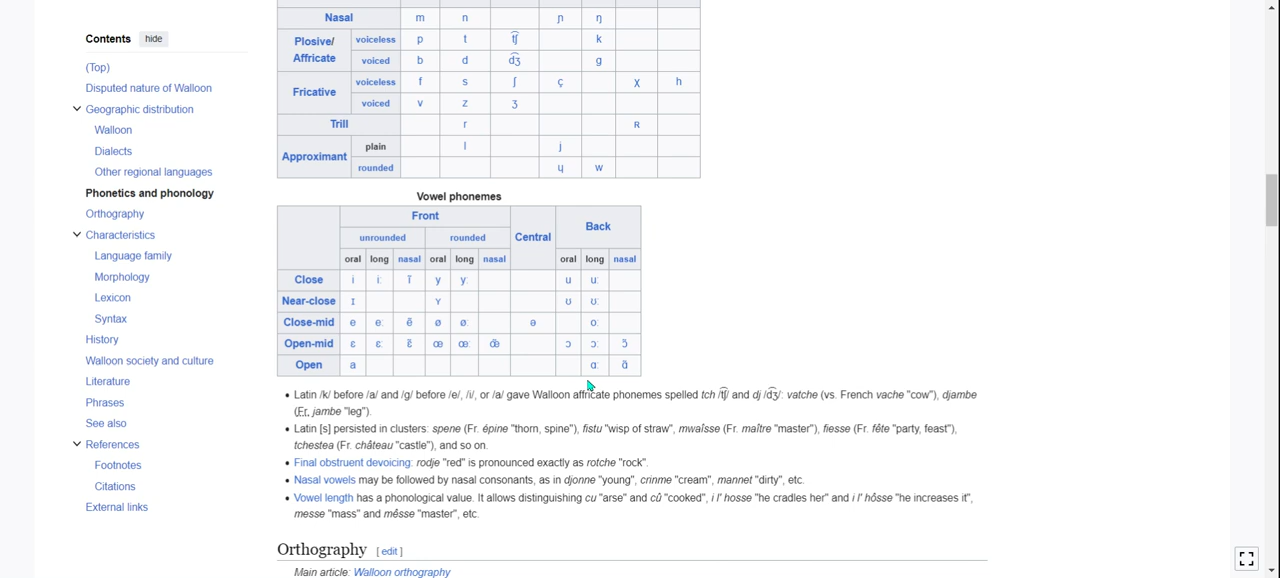 Contents hide
(Top)
Disputed nature of Walloon
Geographic distribution
Walloon
Dialects
Other regional languages
Phonetics and phonology
Orthography
Characteristics
Language family
Morphology
Lexicon
Syntax
History
Walloon society and culture
Literature
Phrases
See also
References
Footnotes
Citations
External links
Nasal m n ɲ ŋ
Plosive/ Affricate voiceless p t t͡ʃ k
voiced b d d͡ʒ g
Fricative voiceless f s ʃ ç χ h
voiced v z ʒ
Trill r ʀ
Approximant plain l j
rounded ɥ w
Vowel phonemes
Front Central Back
unrounded rounded
oral long nasal oral long nasal oral long nasal
Close i iː ĩ y yː u uː
Near-close ɪ ʏ ʊ ʊː
Close-mid e eː ẽ ø øː ə oː
Open-mid ɛ ɛː ɛ̃ œ œː œ̃ ɔ ɔː ɔ̃
Open a ɑː ɑ̃
• Latin /k/ before /a/ and /g/ before /e/, /i/, or /a/ gave Walloon affricate phonemes spelled tch /t͡ʃ/ and dj /d͡ʒ/: vatche (vs. French vache "cow"), djambe
(Fr. jambe "leg").
• Latin [s] persisted in clusters: spene (Fr. épine "thorn, spine"), fistu "wisp of straw", mwaîsse (Fr. maître "master"), fiesse (Fr. fête "party, feast"),
tchestea (Fr. château "castle"), and so on.
• Final obstruent devoicing: rodje "red" is pronounced exactly as rotche "rock".
• Nasal vowels may be followed by nasal consonants, as in djonne "young", crinme "cream", mannet "dirty", etc.
• Vowel length has a phonological value. It allows distinguishing cu "arse" and cû "cooked", i l' hosse "he cradles her" and i l' hôsse "he increases it",
messe "mass" and mêsse "master", etc.
Orthography [ edit ]
Main article: Walloon orthography